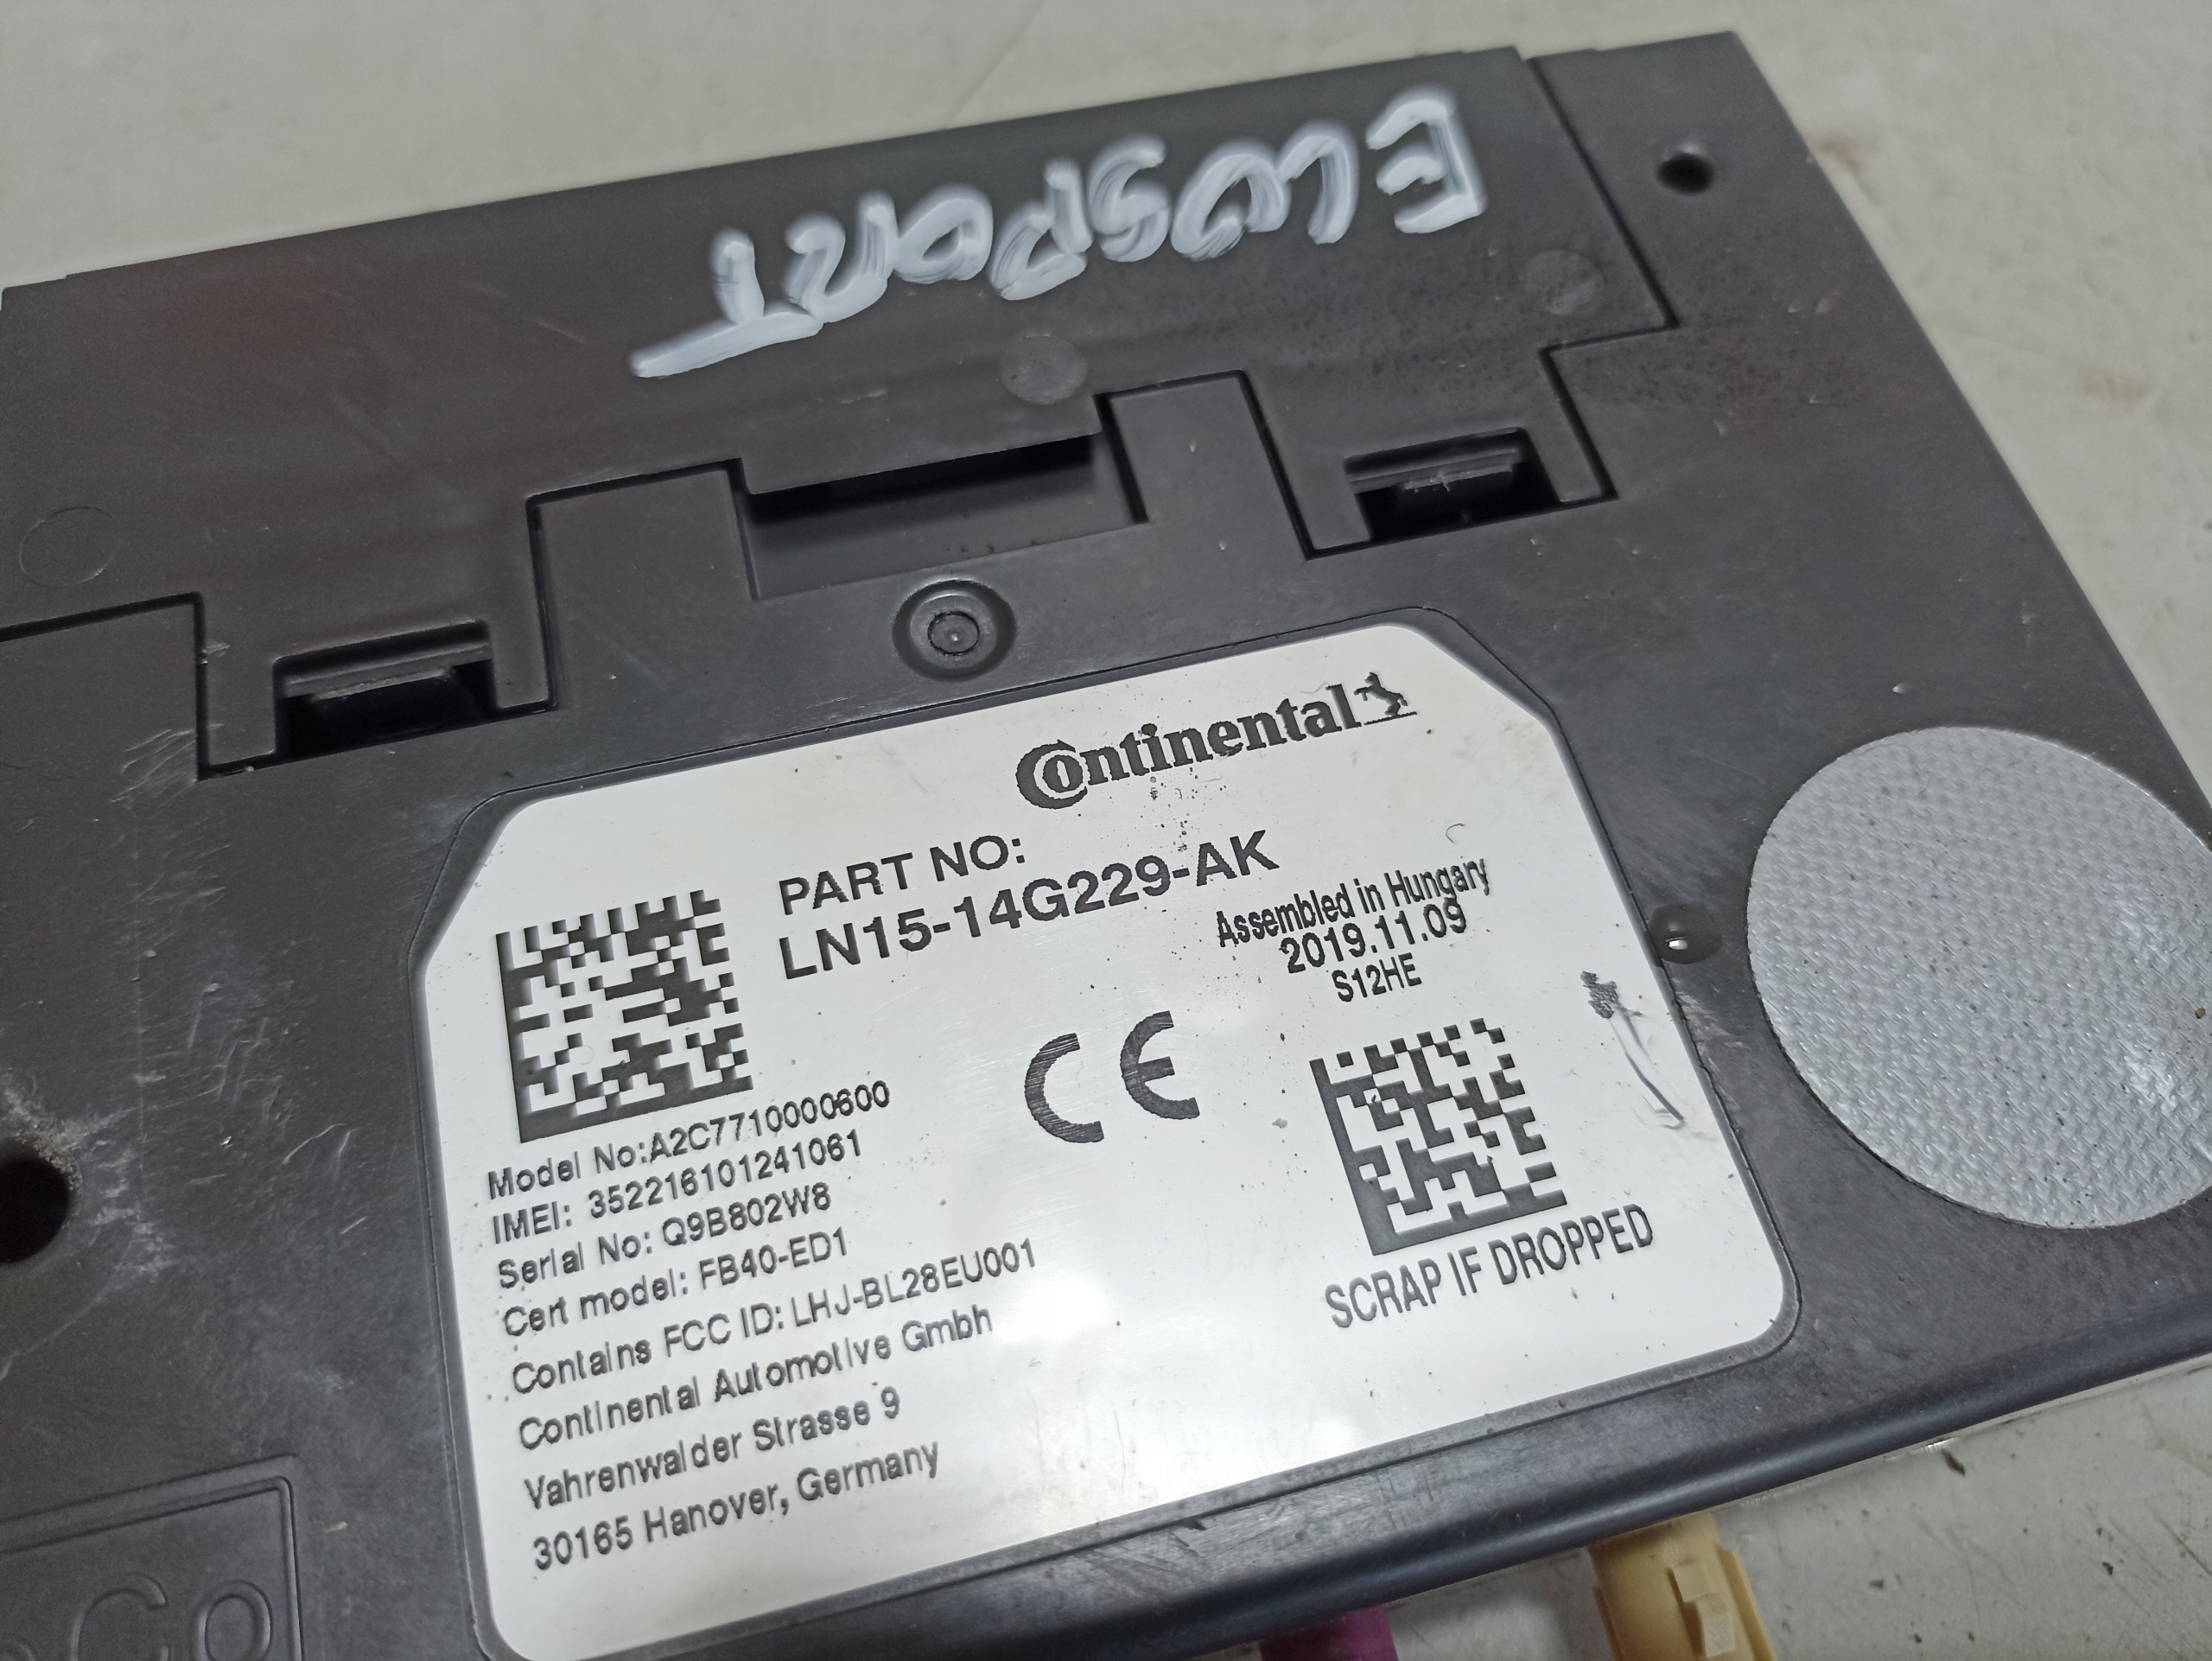 ECOSPORT
Continental
PART NO:
LN15-14G229-AK
Assembled in Hungary
2019.11.09
S12HE
CE
Model No:A2C7710000600
IMEI: 352216101241061
Serial No: Q9B802W8
Cert model: FB40-ED1
Contains FCC ID: LHJ-BL28EU001
Continental Automotive Gmbh
Vahrenwalder Strasse 9
30165 Hanover, Germany
SCRAP IF DROPPED